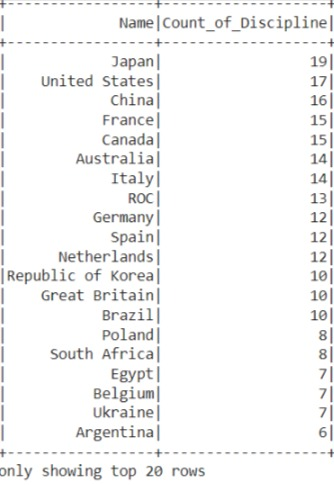 +-----------------+-------------------+
|             Name|Count_of_Discipline|
+-----------------+-------------------+
|            Japan|                 19|
|    United States|                 17|
|            China|                 16|
|           France|                 15|
|           Canada|                 15|
|        Australia|                 14|
|            Italy|                 14|
|              ROC|                 13|
|          Germany|                 12|
|            Spain|                 12|
|      Netherlands|                 12|
|Republic of Korea|                 10|
|    Great Britain|                 10|
|           Brazil|                 10|
|           Poland|                  8|
|     South Africa|                  8|
|            Egypt|                  7|
|          Belgium|                  7|
|          Ukraine|                  7|
|        Argentina|                  6|
+-----------------+-------------------+
only showing top 20 rows